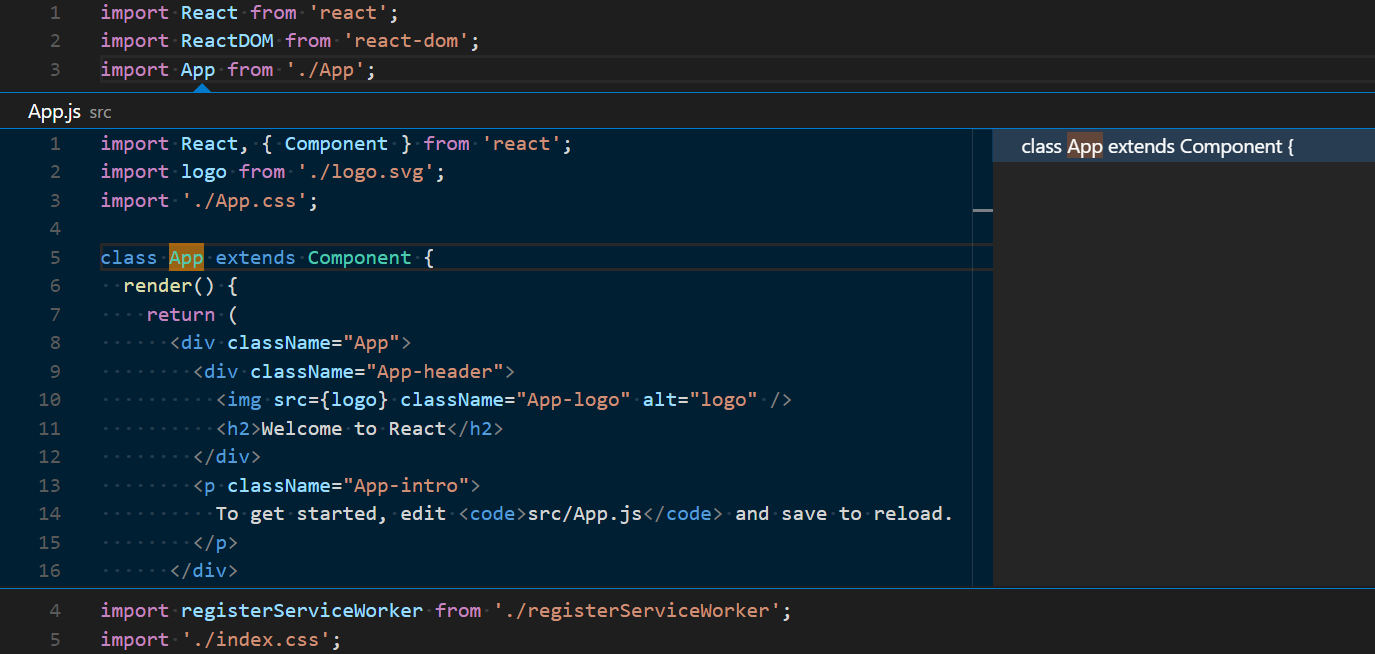 1 import React from 'react';
2 import ReactDOM from 'react-dom';
3 import App from './App';
App.js src
1 import React, { Component } from 'react';
2 import logo from './logo.svg';
3 import './App.css';
4
5 class App extends Component {
6 render() {
7 return (
8 <div className="App">
9 <div className="App-header">
10 <img src={logo} className="App-logo" alt="logo" />
11 <h2>Welcome to React</h2>
12 </div>
13 <p className="App-intro">
14 To get started, edit <code>src/App.js</code> and save to reload.
15 </p>
16 </div>
class App extends Component {
4 import registerServiceWorker from './registerServiceWorker';
5 import './index.css';